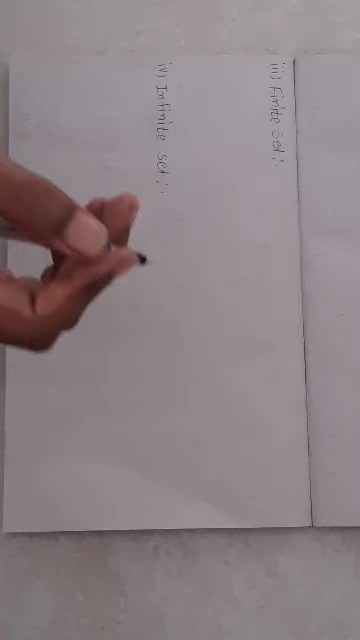 iii) Finite set :-
iv) Infinite set :-